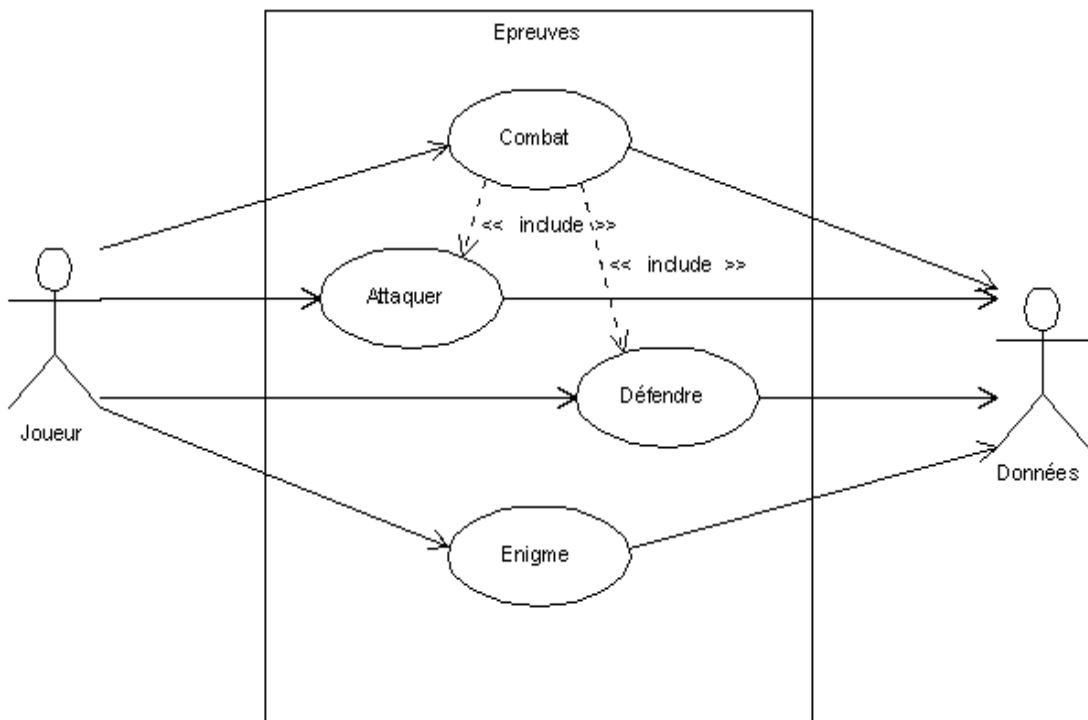 Epreuves
Combat
<< include >>
<< include >>
Attaquer
Défendre
Joueur
Données
Enigme